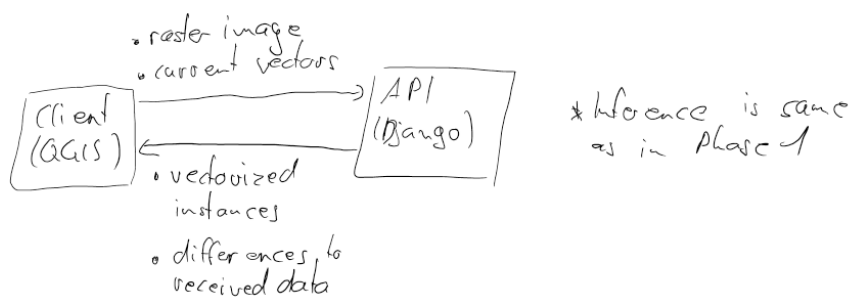 • raster image
• current vectors
Client
(QGIS)
API
(Django)
• vectorized
instances
• differences to
received data
* Inference is same
as in Phase 1